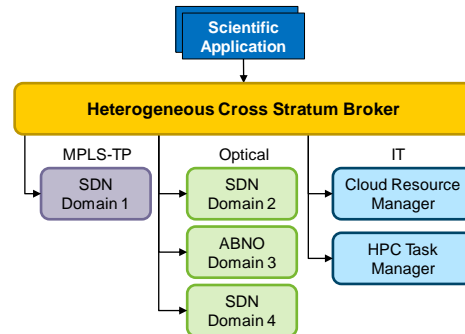 Scientific
Application
Heterogeneous Cross Stratum Broker
MPLS-TP
Optical
IT
SDN
Domain 1
SDN
Domain 2
Cloud Resource
Manager
ABNO
Domain 3
HPC Task
Manager
SDN
Domain 4